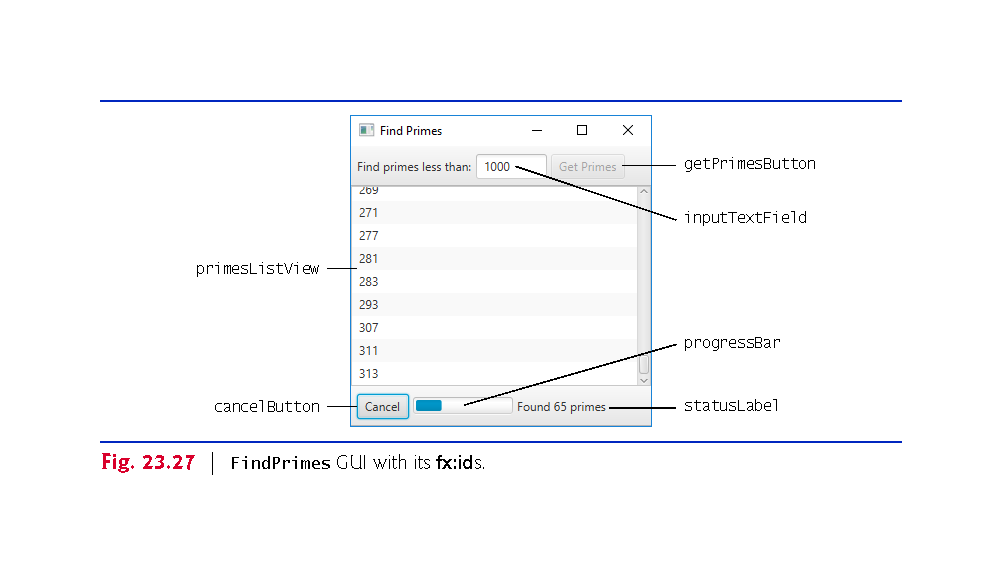 Find Primes
Find primes less than: 1000 Get Primes
getPrimesButton
inputTextField
269
271
277
281
283
293
307
311
313
primesListView
progressBar
cancelButton
Cancel
Found 65 primes
statusLabel
Fig. 23.27 | FindPrimes GUI with its fx:ids.